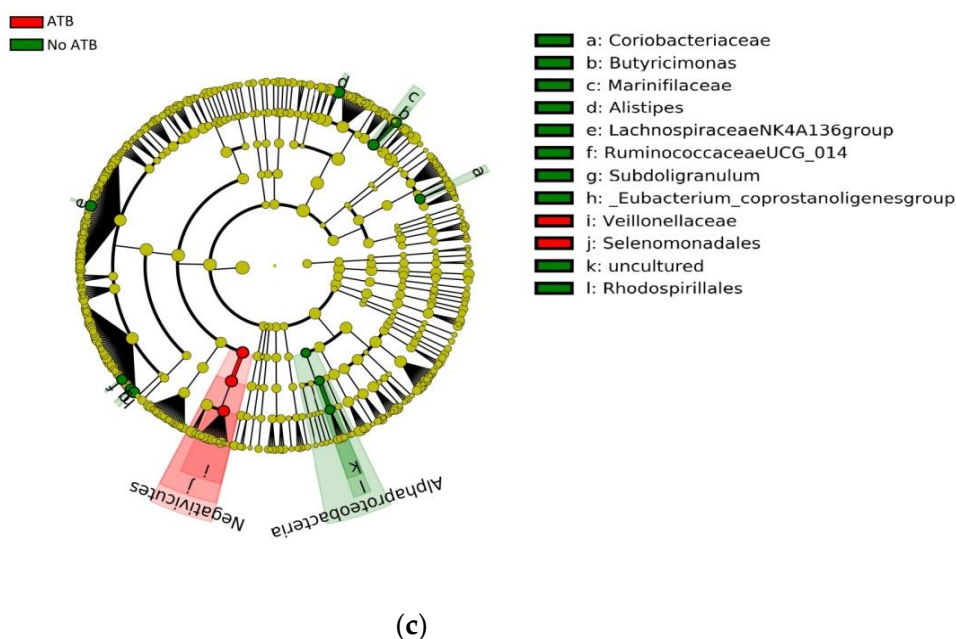 ATB
No ATB
a: Coriobacteriaceae
b: Butyricimonas
c: Marinifilaceae
d: Alistipes
e: LachnospiraceaeNK4A136group
f: RuminococcaceaeUCG_014
g: Subdoligranulum
h: _Eubacterium_coprostanoligenesgroup
i: Veillonellaceae
j: Selenomonadales
k: uncultured
l: Rhodospirillales
d
c
b
a
e
h
i
j
k
l
Negativicutes
Alphaproteobacteria
(c)